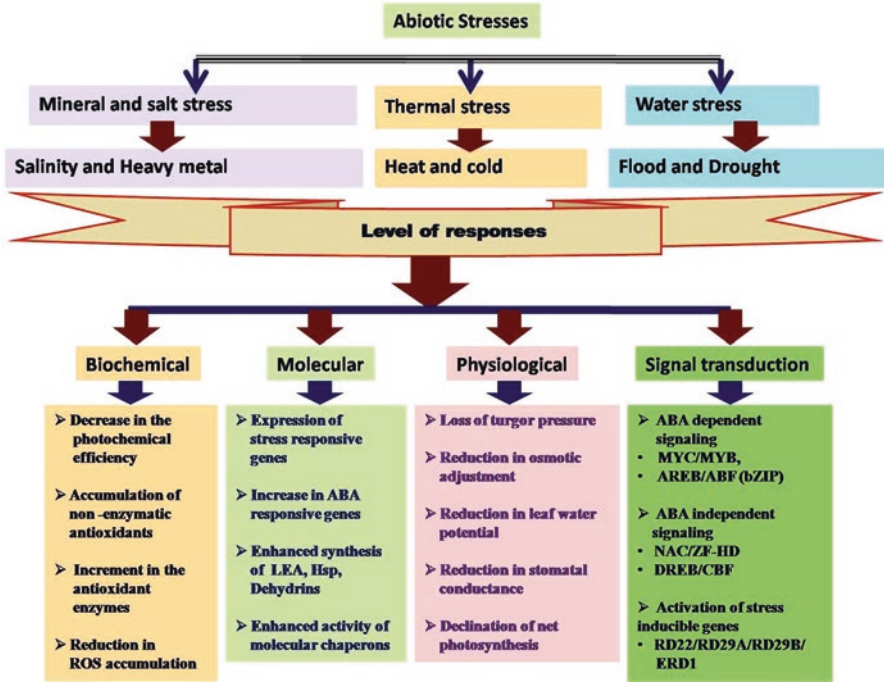 Abiotic Stresses
Mineral and salt stress
Thermal stress
Water stress
Salinity and Heavy metal
Heat and cold
Flood and Drought
Level of responses
Biochemical
Molecular
Physiological
Signal transduction
➢ Decrease in the
photochemical
efficiency
➢ Accumulation of
non -enzymatic
antioxidants
➢ Increment in the
antioxidant
enzymes
➢ Reduction in
ROS accumulation
➢ Expression of
stress responsive
genes
➢ Increase in ABA
responsive genes
➢ Enhanced synthesis
of LEA, Hsp,
Dehydrins
➢ Enhanced activity of
molecular chaperons
➢ Loss of turgor pressure
➢ Reduction in osmotic
adjustment
➢ Reduction in leaf water
potential
➢ Reduction in stomatal
conductance
➢ Declination of net
photosynthesis
➢ ABA dependent
signaling
• MYC/MYB,
• AREB/ABF (bZIP)
➢ ABA independent
signaling
• NAC/ZF-HD
• DREB/CBF
➢ Activation of stress
inducible genes
• RD22/RD29A/RD29B/
ERD1